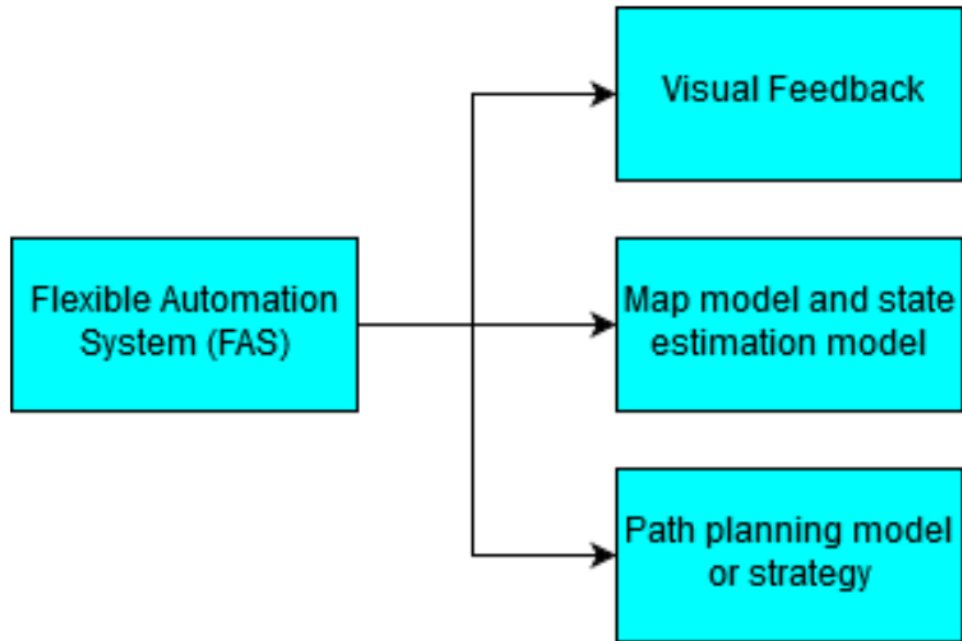 Visual Feedback
Flexible Automation
System (FAS)
Map model and state
estimation model
Path planning model
or strategy